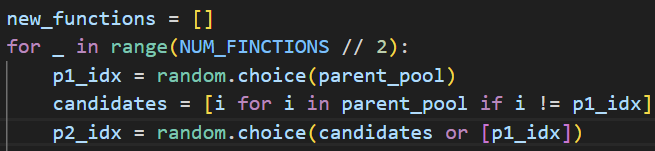 new_functions = []
for _ in range(NUM_FINCTIONS // 2):
    p1_idx = random.choice(parent_pool)
    candidates = [i for i in parent_pool if i != p1_idx]
    p2_idx = random.choice(candidates or [p1_idx])